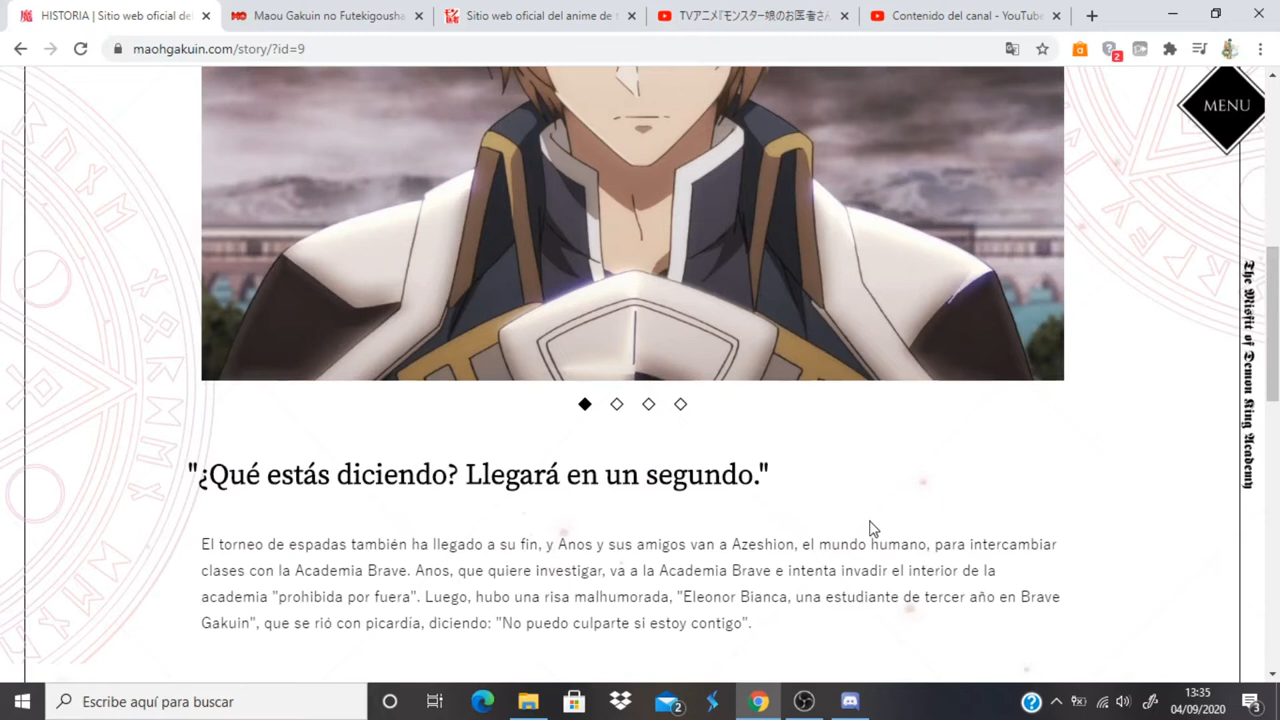 HISTORIA | Sitio web oficial del
Maou Gakuin no Futekigousha
Sitio web oficial del anime de t
TVアニメ『モンスター娘のお医者さん
Contenido del canal - YouTube
maohgakuin.com/story/?id=9
2
MENU
The Misfit of Demon King Academy
"¿Qué estás diciendo? Llegará en un segundo."
El torneo de espadas también ha llegado a su fin, y Anos y sus amigos van a Azeshion, el mundo humano, para intercambiar
clases con la Academia Brave. Anos, que quiere investigar, va a la Academia Brave e intenta invadir el interior de la
academia "prohibida por fuera". Luego, hubo una risa malhumorada, "Eleonor Bianca, una estudiante de tercer año en Brave
Gakuin", que se rió con picardía, diciendo: "No puedo culparte si estoy contigo".
Escribe aquí para buscar
2
13:35
04/09/2020
3